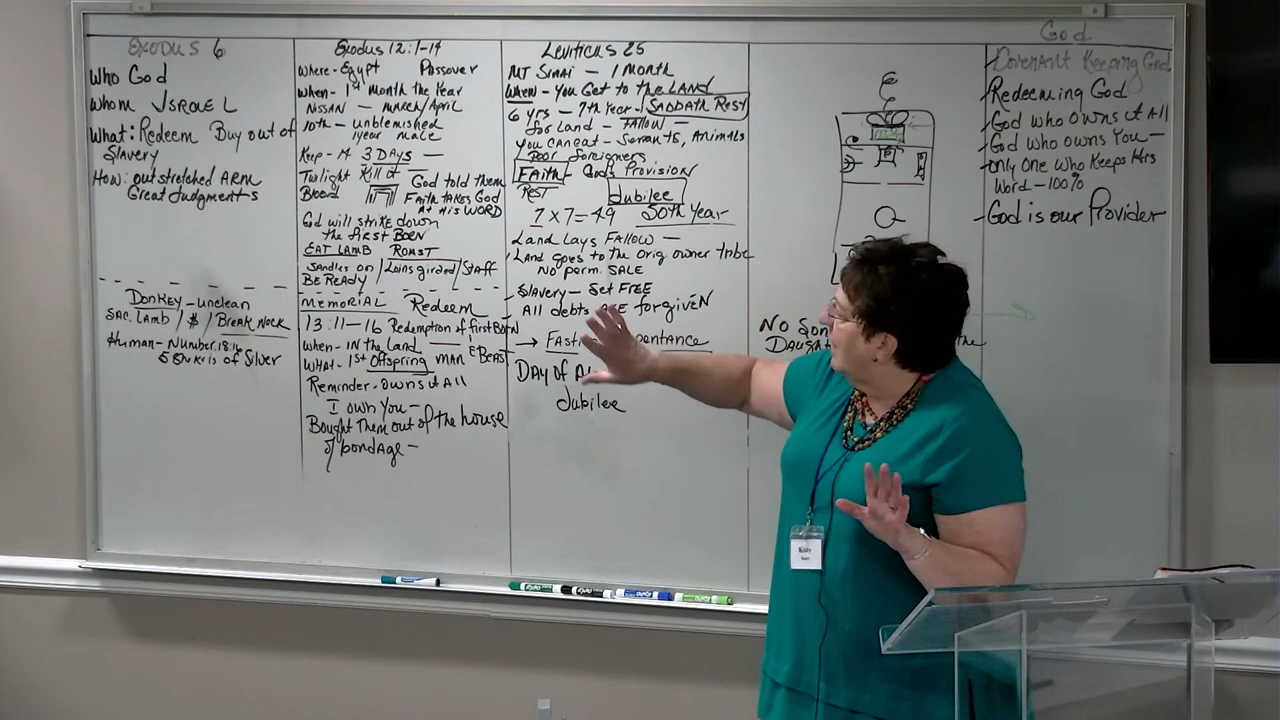 EXODUS 6
WHO GOD
WHOM ISRAEL
WHAT: Redeem Buy out of
Slavery
HOW: outstretched ARM
Great Judgments
DONKEY - unclean
SAC. LAMB / $ / BREAK NECK
Human - Number 18:16
5 Shekels of Silver
Exodus 12:1-14
Where - Egypt Passover
When - 1st Month the Year
NISSAN - MARCH/April
10th - unblemished
1 year male
Keep - 14 3 DAYS -
Twilight Kill it
Blood
God told them
FAITH TAKES GOD
AT HIS WORD
God will strike down
the first BORN
EAT LAMB ROAST
Sandles on / Loins girded / Staff
BE READY
MEMORIAL Redeem
13:11-16 Redemption of first BORN
when - IN the Land
WHAT - 1st Offspring man & BEAST
Reminder - owns it All
I own You -
Bought Them out of the house
of bondage -
Leviticus 25
MT Sinai - 1 MONTH
When - You Get to the LAND
6 yrs - 7th Year - SABBATH REST
for Land - FALLOW -
You can eat - Servants, Animals
Poor foreigners
FAITH - God's Provision
REST
Jubilee
7 x 7 = 49 50th Year
Land Lays Fallow -
Land goes to the orig. owner tribe
No perm. SALE
Slavery - Set FREE
All debts ARE forgiven
→ Fast
Day of
Jubilee
No
the
God
Covenant Keeping God
Redeeming God
God who owns it All
God who owns You -
only One who Keeps His
Word - 100%
God is our Provider
Kitty
EXPO